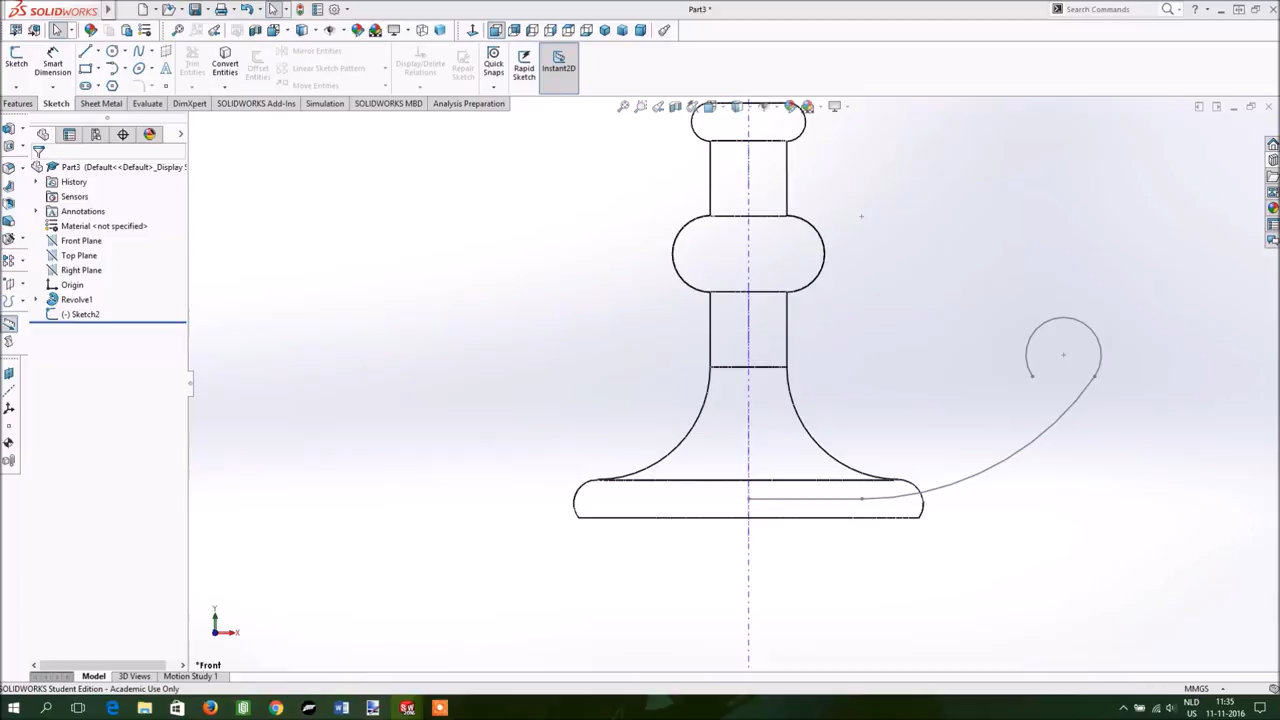 SOLIDWORKS
Part3 *
Search Commands
Sketch
Smart Dimension
Trim Entities
Convert Entities
Offset Entities
Mirror Entities
Linear Sketch Pattern
Move Entities
Display/Delete Relations
Repair Sketch
Quick Snaps
Rapid Sketch
Instant2D
Features
Sketch
Sheet Metal
Evaluate
DimXpert
SOLIDWORKS Add-Ins
Simulation
SOLIDWORKS MBD
Analysis Preparation
Part3 (Default<<Default>_Display S
History
Sensors
Annotations
Material <not specified>
Front Plane
Top Plane
Right Plane
Origin
Revolve1
(-) Sketch2
Y
X
*Front
Model
3D Views
Motion Study 1
SOLIDWORKS Student Edition - Academic Use Only
MMGS
NLD
US
11:35
11-11-2016